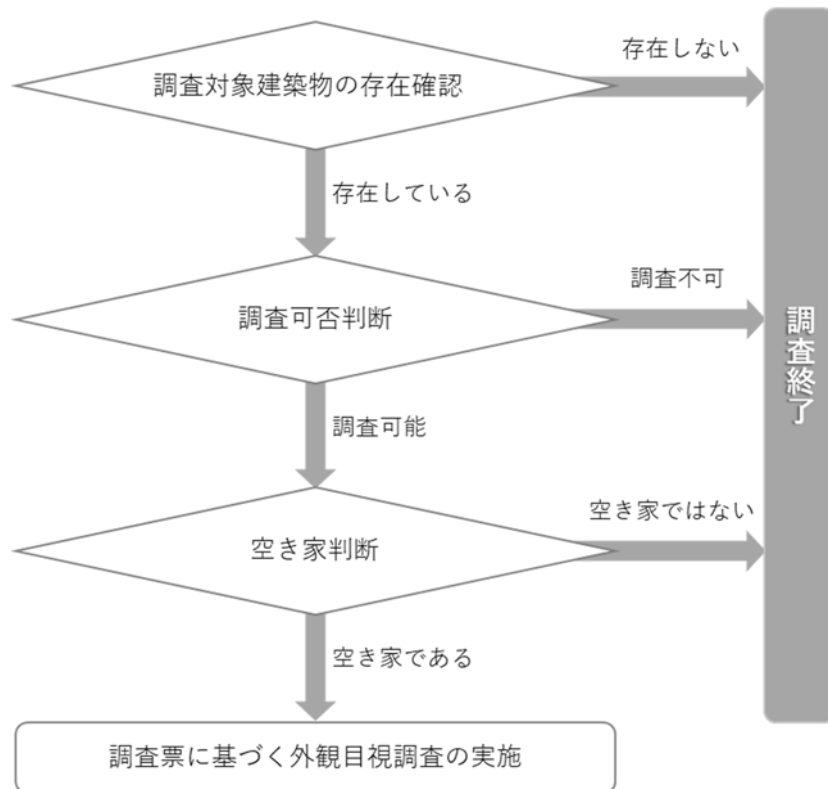 存在しない
調査対象建築物の存在確認
存在している
調査不可
調査可否判断
調査終了
調査可能
空き家ではない
空き家判断
空き家である
調査票に基づく外観目視調査の実施